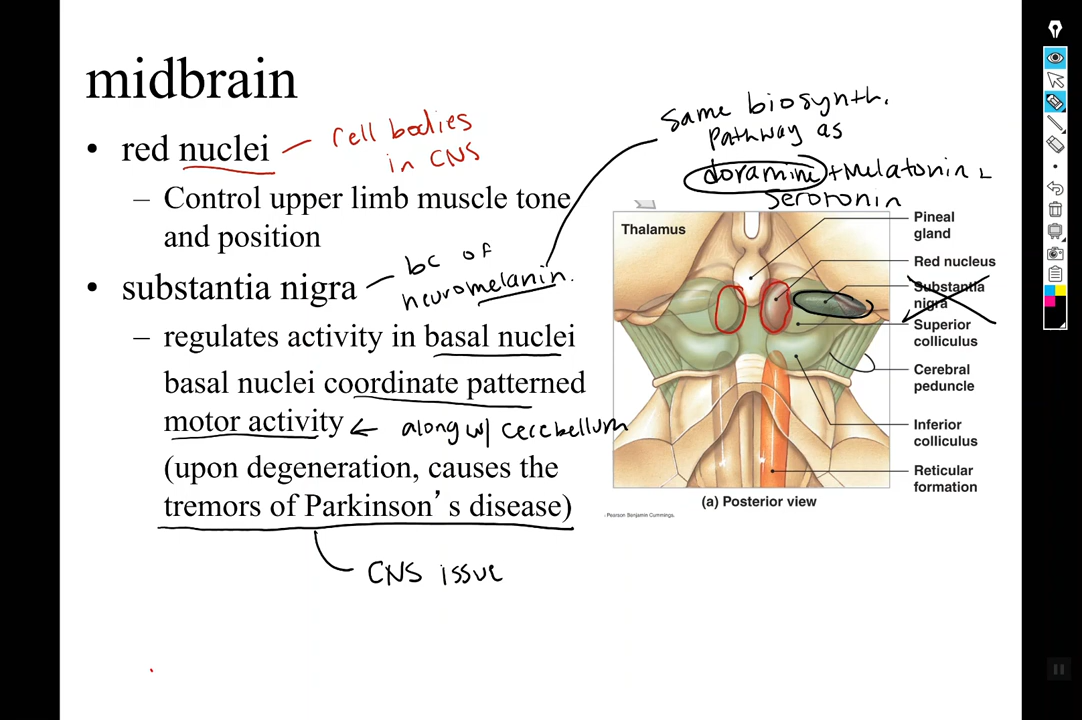 midbrain
• red nuclei
cell bodies
in CNS
– Control upper limb muscle tone
and position
• substantia nigra
bc of
neuromelanin.
same biosynth.
pathway as
dopamine + Melatonin +
serotonin
– regulates activity in basal nuclei
basal nuclei coordinate patterned
motor activity ← along w/ cerebellum
(upon degeneration, causes the
tremors of Parkinson’s disease)
CNS issue
Thalamus
Pineal
gland
Red nucleus
Substantia
nigra
Superior
colliculus
Cerebral
peduncle
Inferior
colliculus
Reticular
formation
(a) Posterior view
Pearson Benjamin Cummings.